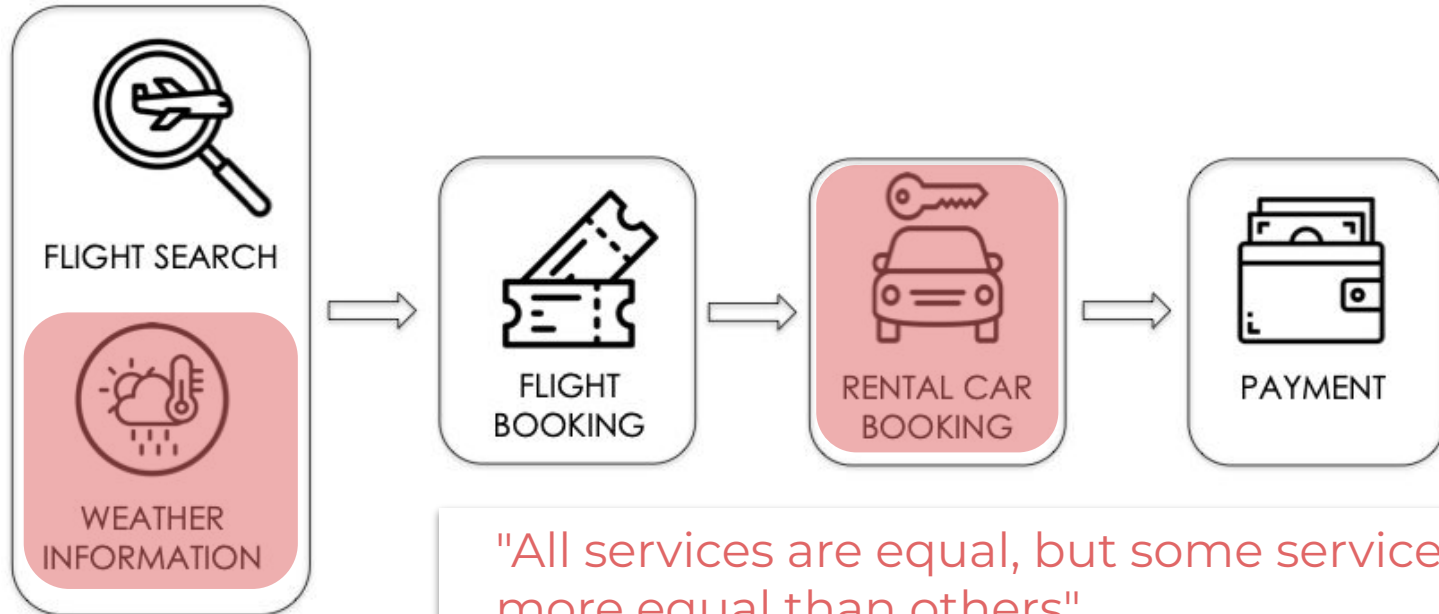 FLIGHT SEARCH
WEATHER
INFORMATION
FLIGHT
BOOKING
RENTAL CAR
BOOKING
PAYMENT
"All services are equal, but some service
more equal than others"